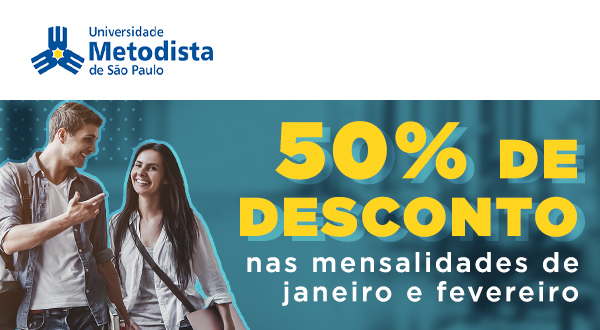 Universidade
Metodista
de São Paulo
50% DE
DESCONTO
nas mensalidades de
janeiro e fevereiro